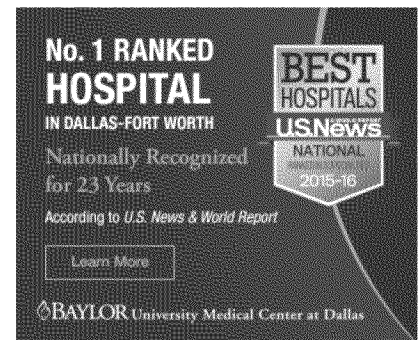 No. 1 RANKED
HOSPITAL
IN DALLAS-FORT WORTH
Nationally Recognized
for 23 Years
According to U.S. News & World Report
Learn More
BAYLOR University Medical Center at Dallas
BEST
HOSPITALS
U.S.News
NATIONAL
2015-16